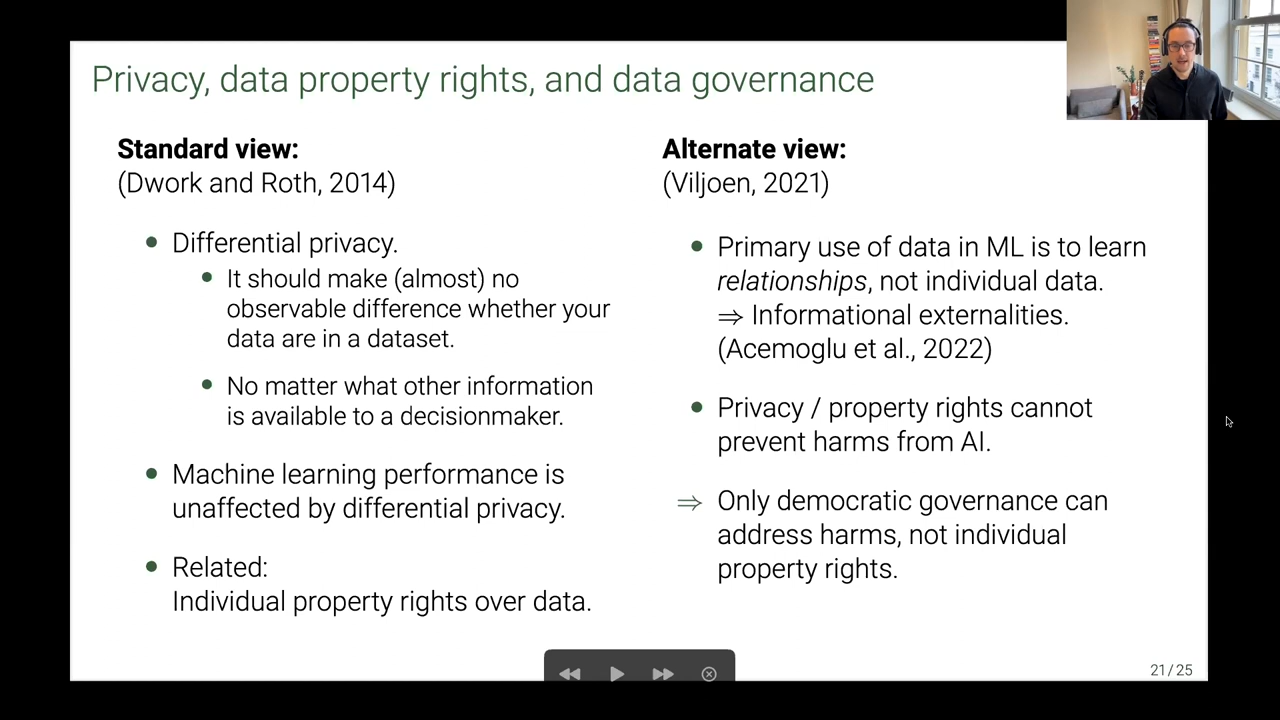 Privacy, data property rights, and data governance
Standard view:
(Dwork and Roth, 2014)
• Differential privacy.
• It should make (almost) no
observable difference whether your
data are in a dataset.
• No matter what other information
is available to a decisionmaker.
• Machine learning performance is
unaffected by differential privacy.
• Related:
Individual property rights over data.
Alternate view:
(Viljoen, 2021)
• Primary use of data in ML is to learn
relationships, not individual data.
⇒ Informational externalities.
(Acemoglu et al., 2022)
• Privacy / property rights cannot
prevent harms from AI.
⇒ Only democratic governance can
address harms, not individual
property rights.
21 / 25